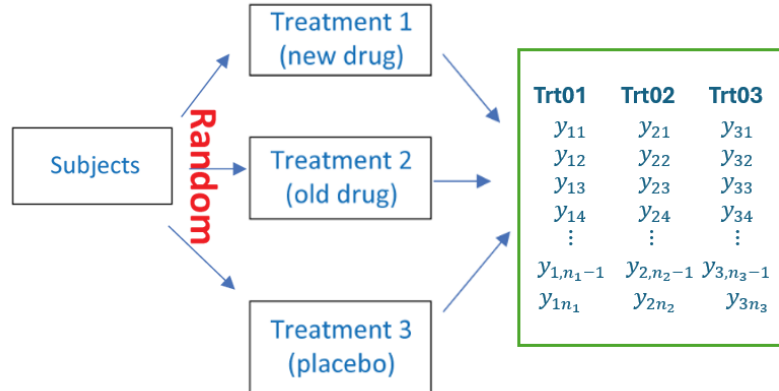 Subjects
Random
Treatment 1
(new drug)
Treatment 2
(old drug)
Treatment 3
(placebo)
Trt01 Trt02 Trt03
y₁₁ y₂₁ y₃₁
y₁₂ y₂₂ y₃₂
y₁₃ y₂₃ y₃₃
y₁₄ y₂₄ y₃₄
⋮ ⋮ ⋮
y₁,ₙ₁₋₁ y₂,ₙ₂₋₁ y₃,ₙ₃₋₁
y₁ₙ₁ y₂ₙ₂ y₃ₙ₃